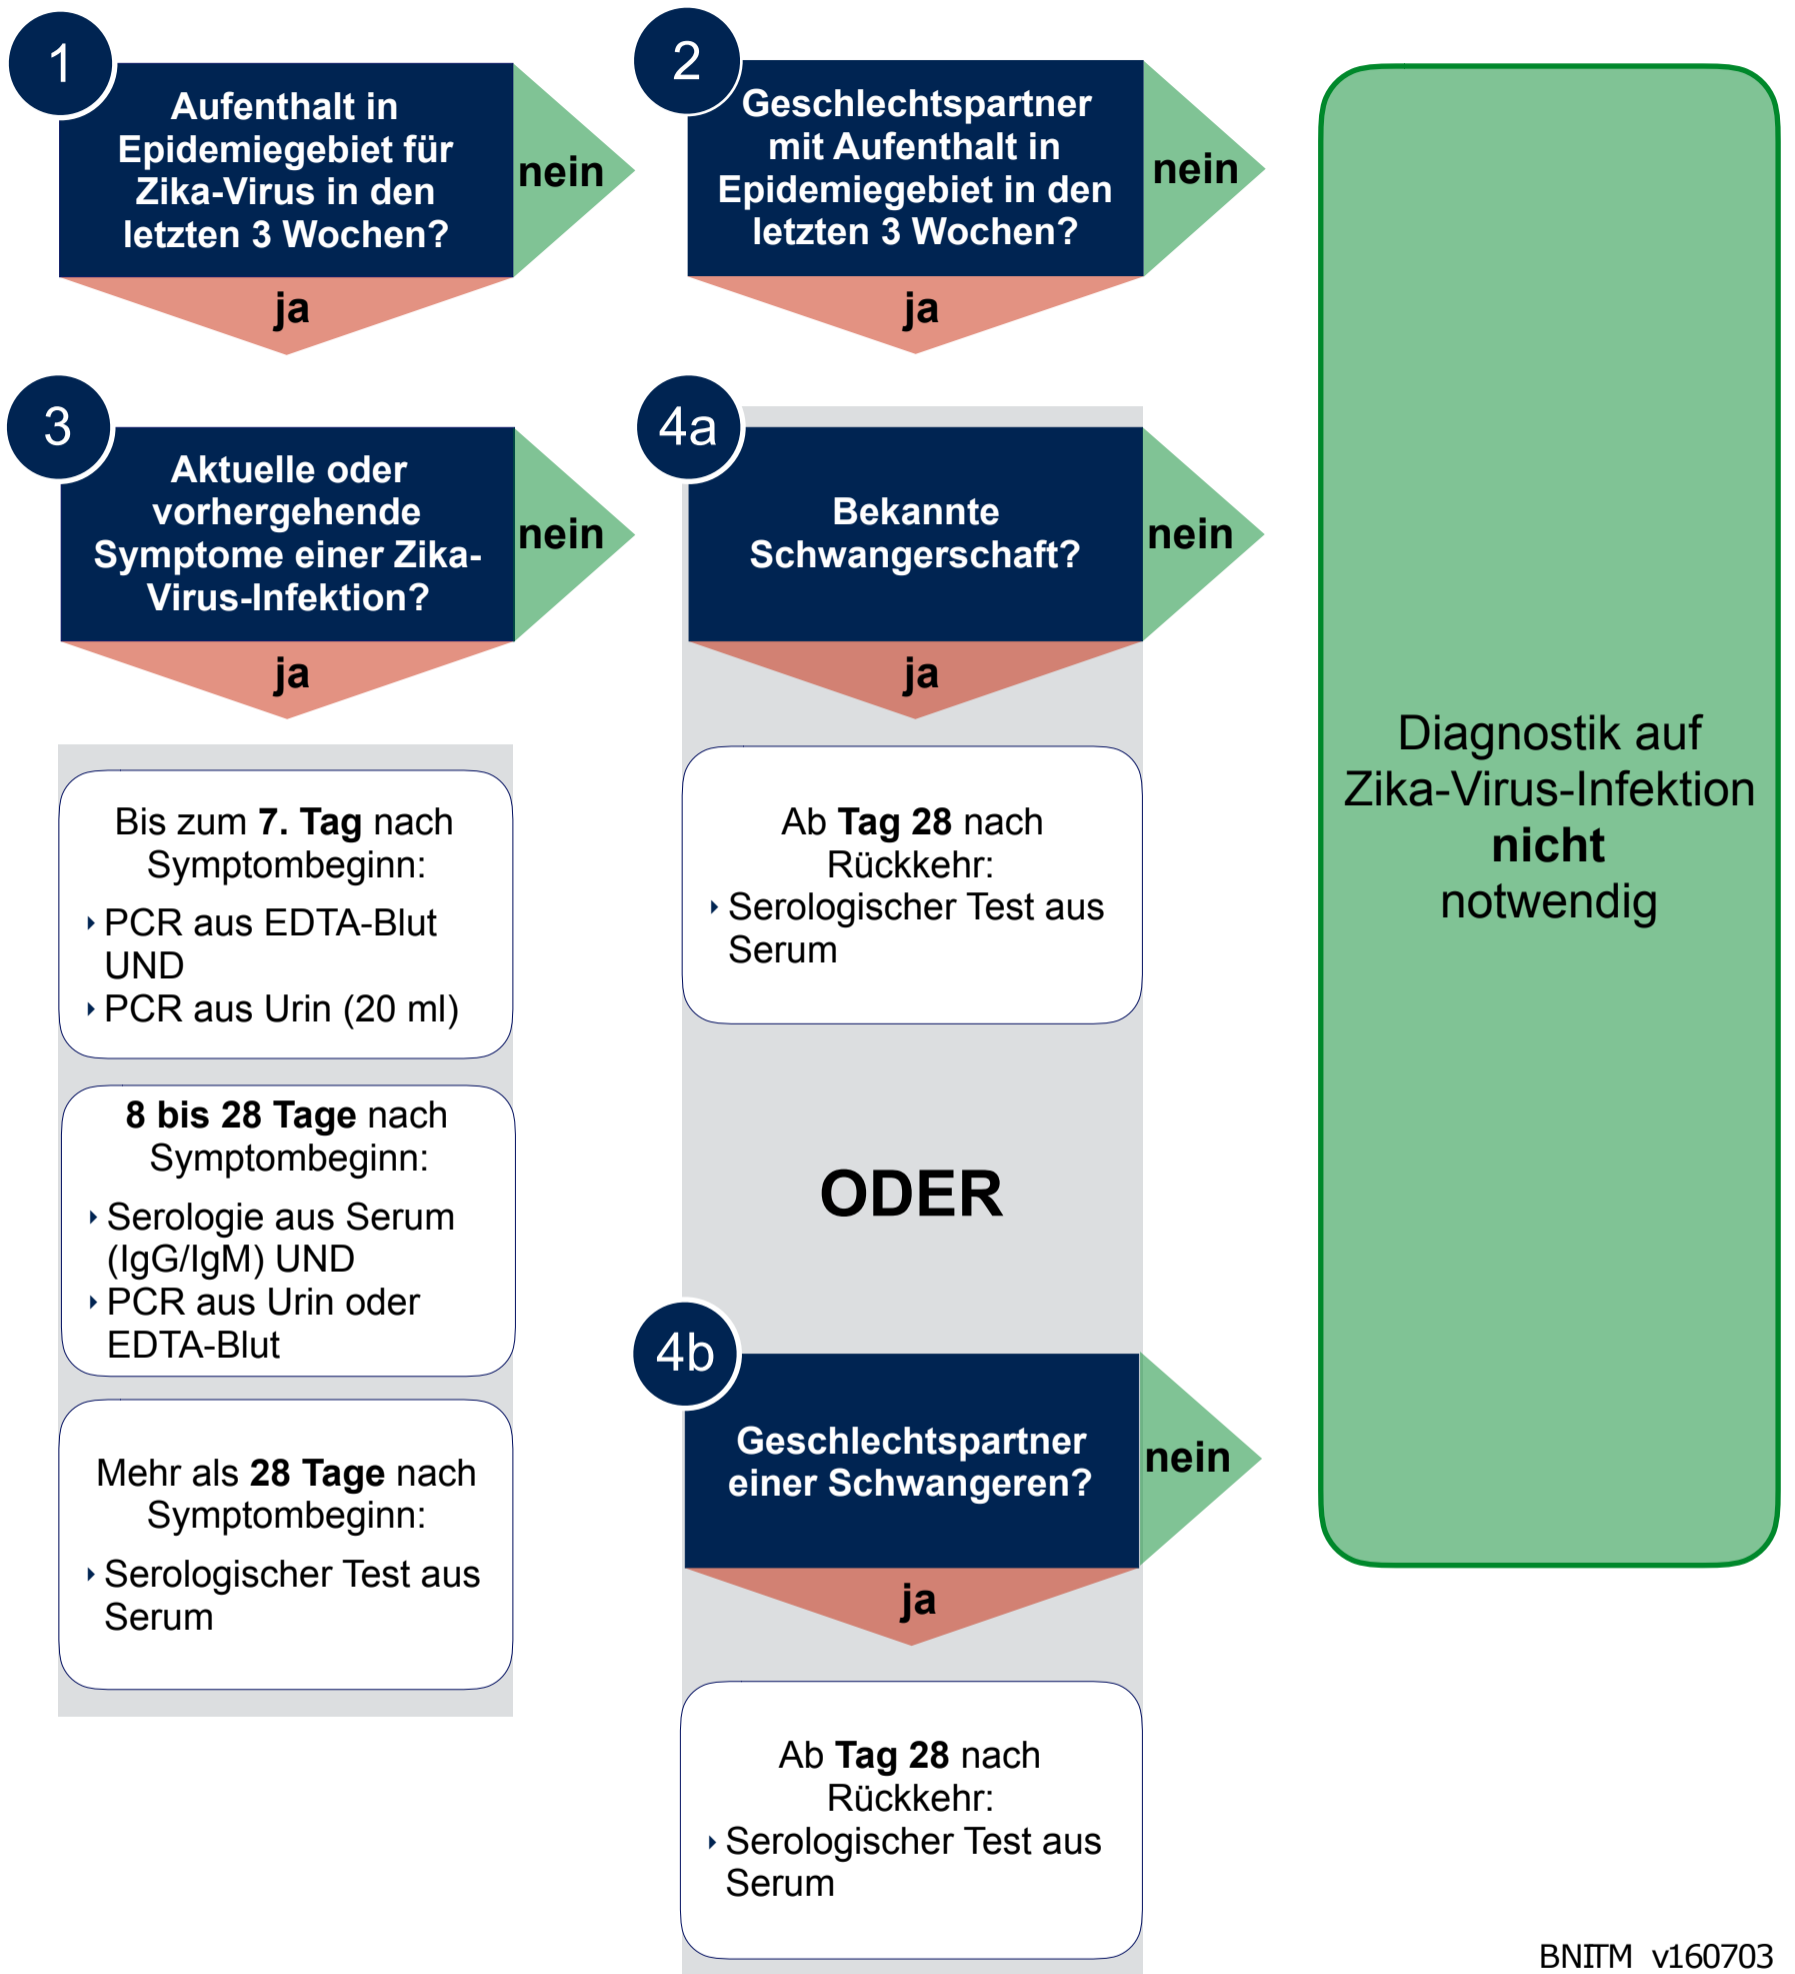 1
Aufenthalt in
Epidemiegebiet für
Zika-Virus in den
letzten 3 Wochen?
nein
ja
2
Geschlechtspartner
mit Aufenthalt in
Epidemiegebiet in den
letzten 3 Wochen?
nein
ja
3
Aktuelle oder
vorhergehende
Symptome einer Zika-
Virus-Infektion?
nein
ja
Bis zum 7. Tag nach
Symptombeginn:
PCR aus EDTA-Blut
UND
PCR aus Urin (20 ml)
8 bis 28 Tage nach
Symptombeginn:
Serologie aus Serum
(IgG/IgM) UND
PCR aus Urin oder
EDTA-Blut
Mehr als 28 Tage nach
Symptombeginn:
Serologischer Test aus
Serum
4a
Bekannte
Schwangerschaft?
nein
ja
Ab Tag 28 nach
Rückkehr:
Serologischer Test aus
Serum
ODER
4b
Geschlechtspartner
einer Schwangeren?
nein
ja
Ab Tag 28 nach
Rückkehr:
Serologischer Test aus
Serum
Diagnostik auf
Zika-Virus-Infektion
nicht
notwendig
BNITM v160703